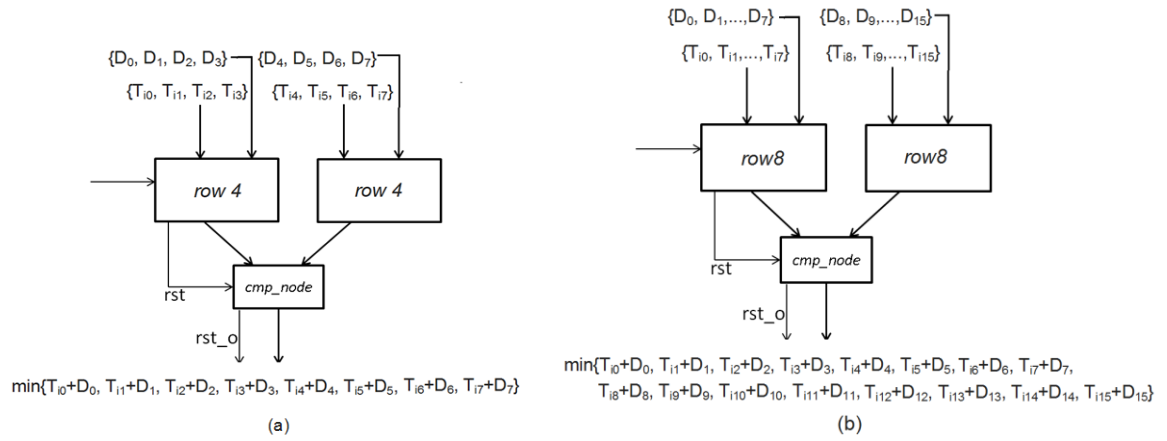 {D0, D1, D2, D3}
{D4, D5, D6, D7}
{Ti0, Ti1, Ti2, Ti3}
{Ti4, Ti5, Ti6, Ti7}
row 4
row 4
rst
cmp_node
rst_o
min{Ti0+D0, Ti1+D1, Ti2+D2, Ti3+D3, Ti4+D4, Ti5+D5, Ti6+D6, Ti7+D7}
(a)
{D0, D1,...,D7}
{D8, D9,...,D15}
{Ti0, Ti1,...,Ti7}
{Ti8, Ti9,...,Ti15}
row8
row8
rst
cmp_node
rst_o
min{Ti0+D0, Ti1+D1, Ti2+D2, Ti3+D3, Ti4+D4, Ti5+D5, Ti6+D6, Ti7+D7,
Ti8+D8, Ti9+D9, Ti10+D10, Ti11+D11, Ti12+D12, Ti13+D13, Ti14+D14, Ti15+D15}
(b)